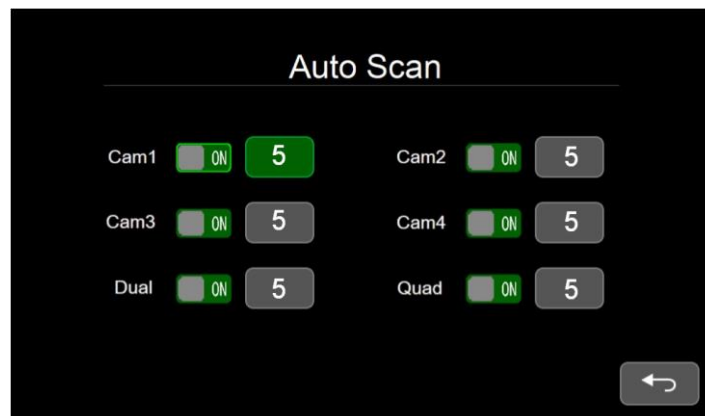 Auto Scan
Cam1 ON 5 Cam2 ON 5
Cam3 ON 5 Cam4 ON 5
Dual ON 5 Quad ON 5